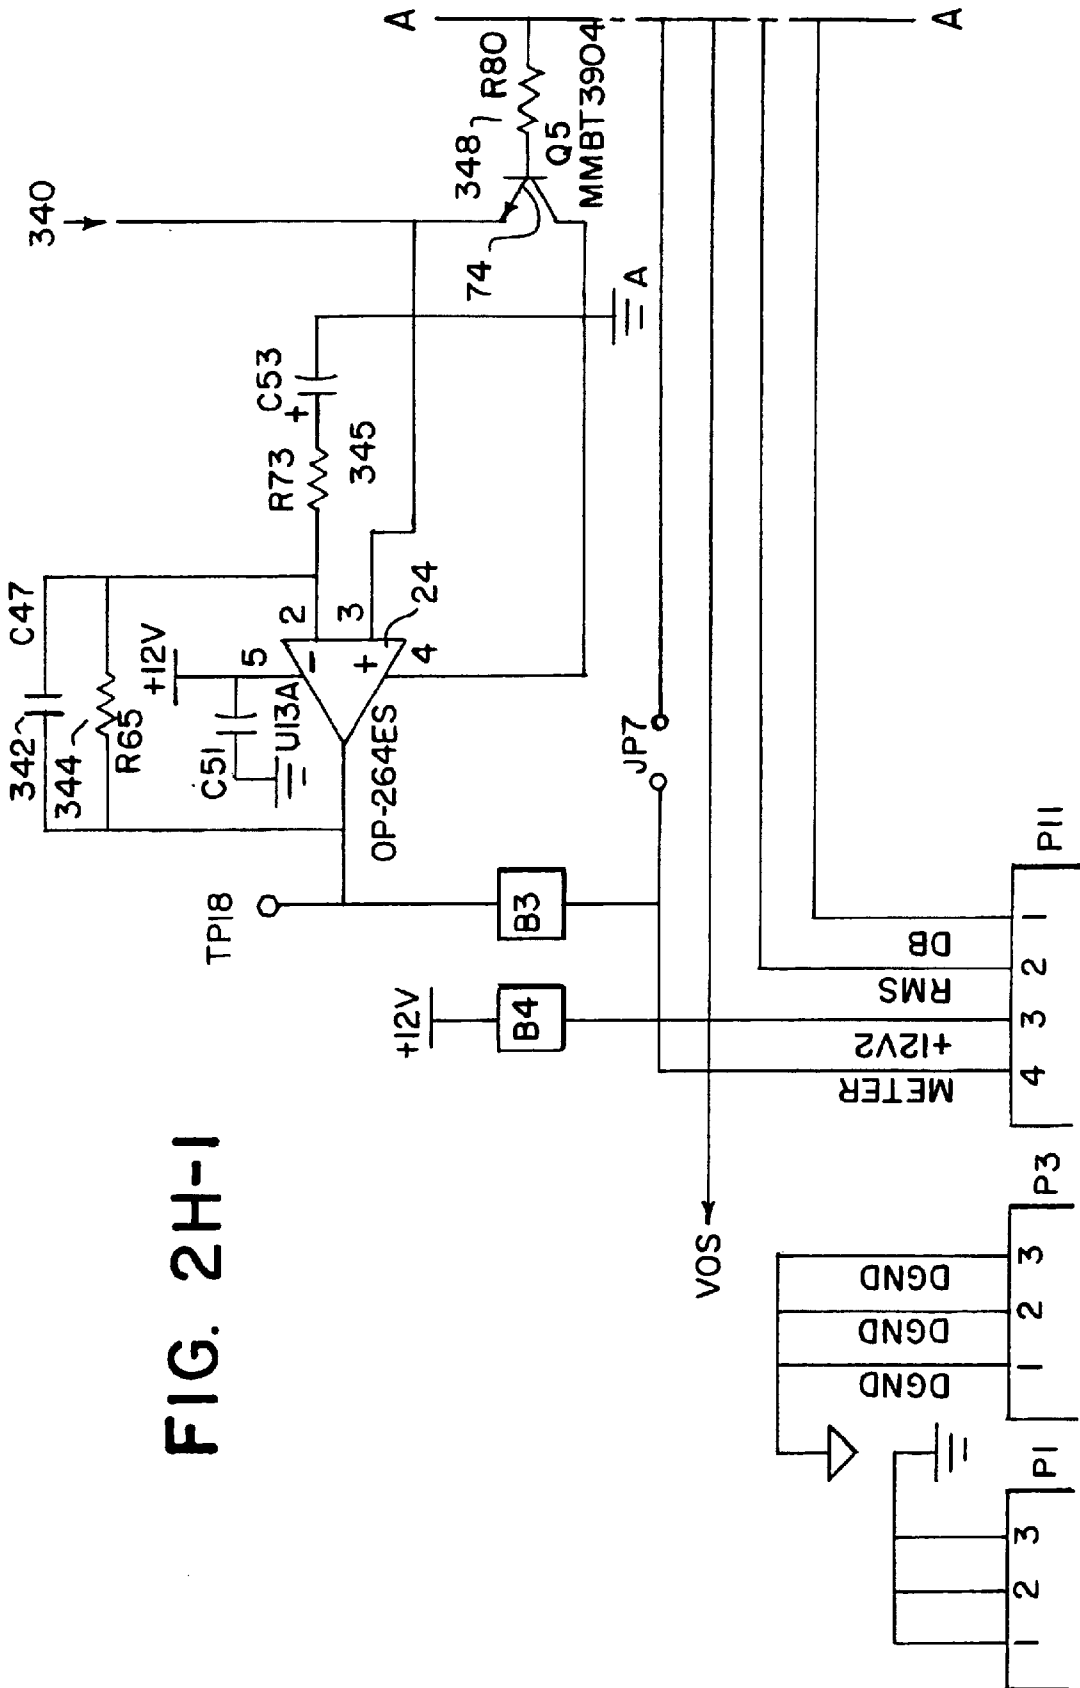 FIG. 2H-1
340
A
A
348
R80
Q5
MMBT3904
74
A
C53
+
R73
345
C47
342
344
R65
+12V
5
2
3
4
24
-
+
C51
U13A
OP-264ES
TP18
B3
JP7
+12V
B4
VOS
DB
RMS
+12V2
METER
1
2
3
4
P11
DGND
DGND
DGND
1
2
3
P3
1
2
3
P1